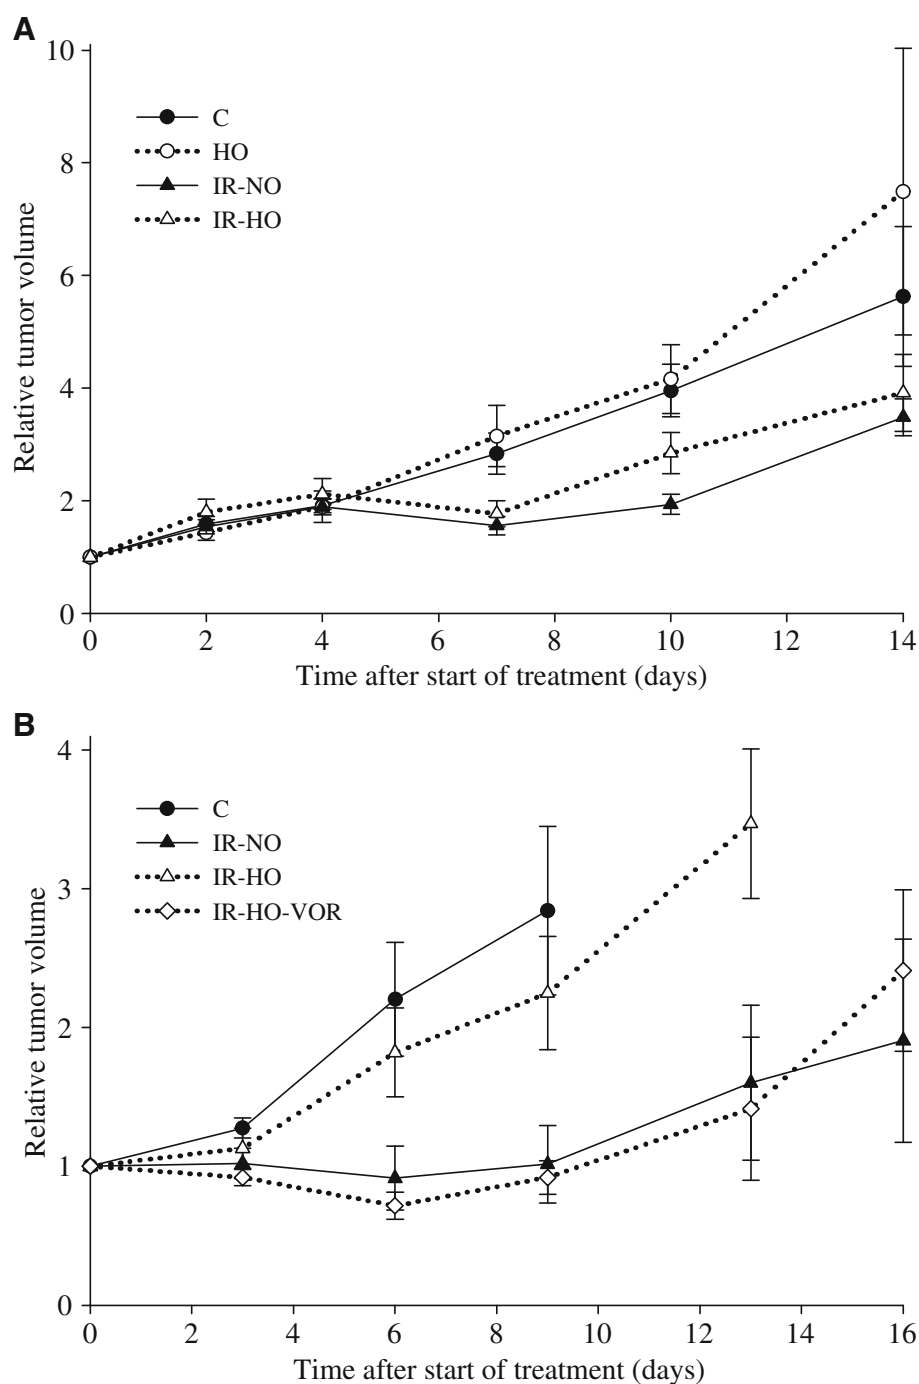 A
10
8
6
4
2
0
Relative tumor volume
C
HO
IR-NO
IR-HO
0 2 4 6 8 10 12 14
Time after start of treatment (days)
B
4
3
2
1
0
Relative tumor volume
C
IR-NO
IR-HO
IR-HO-VOR
0 2 4 6 8 10 12 14 16
Time after start of treatment (days)